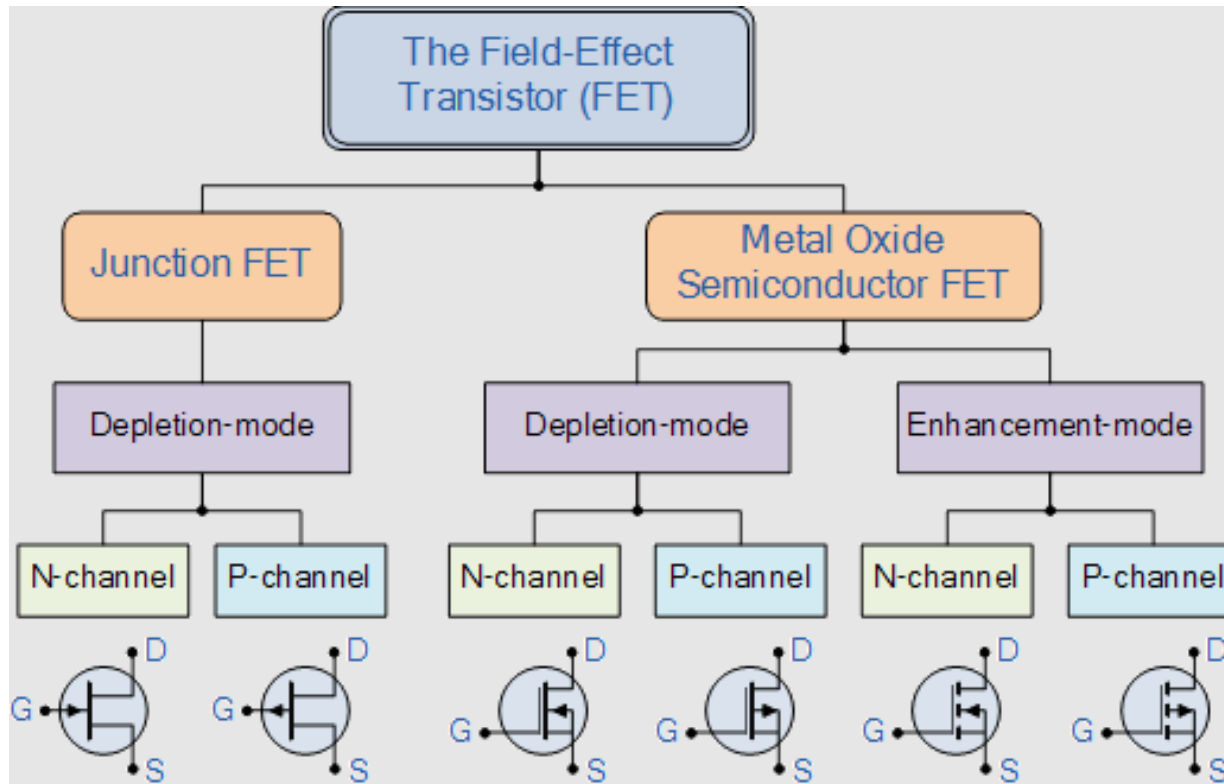 The Field-Effect
Transistor (FET)
Junction FET
Metal Oxide
Semiconductor FET
Depletion-mode
Depletion-mode
Enhancement-mode
N-channel
P-channel
N-channel
P-channel
N-channel
P-channel
D
D
D
D
D
D
G
G
G
G
G
G
S
S
S
S
S
S